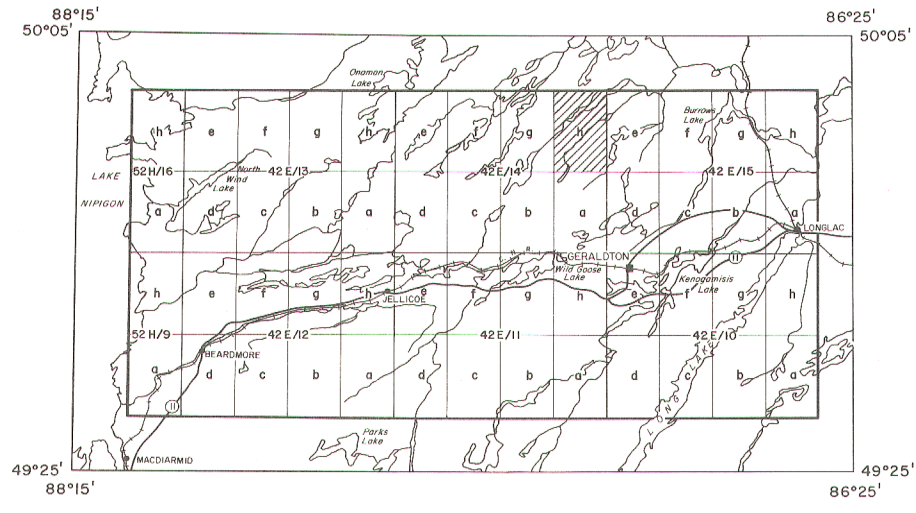 88°15'
86°25'
50°05'
50°05'
Onaman
Lake
Burrows
Lake
h e f g h e f g h e f g h
LAKE
NIPIGON
52H/16
North
Wind
Lake
42E/13
42E/14
42E/15
a d c b a d c b a d c b a
LONGLAC
C N R
GERALDTON
11
Wild Goose
Lake
Kenogamisis
Lake
h e f g h e f g h e f g h
JELLICOE
52H/9
42E/12
42E/11
42E/10
BEARDMORE
a d c b a d c b a d c b a
LONG LAKE
11
Parks
Lake
MACDIARMID
49°25'
49°25'
88°15'
86°25'